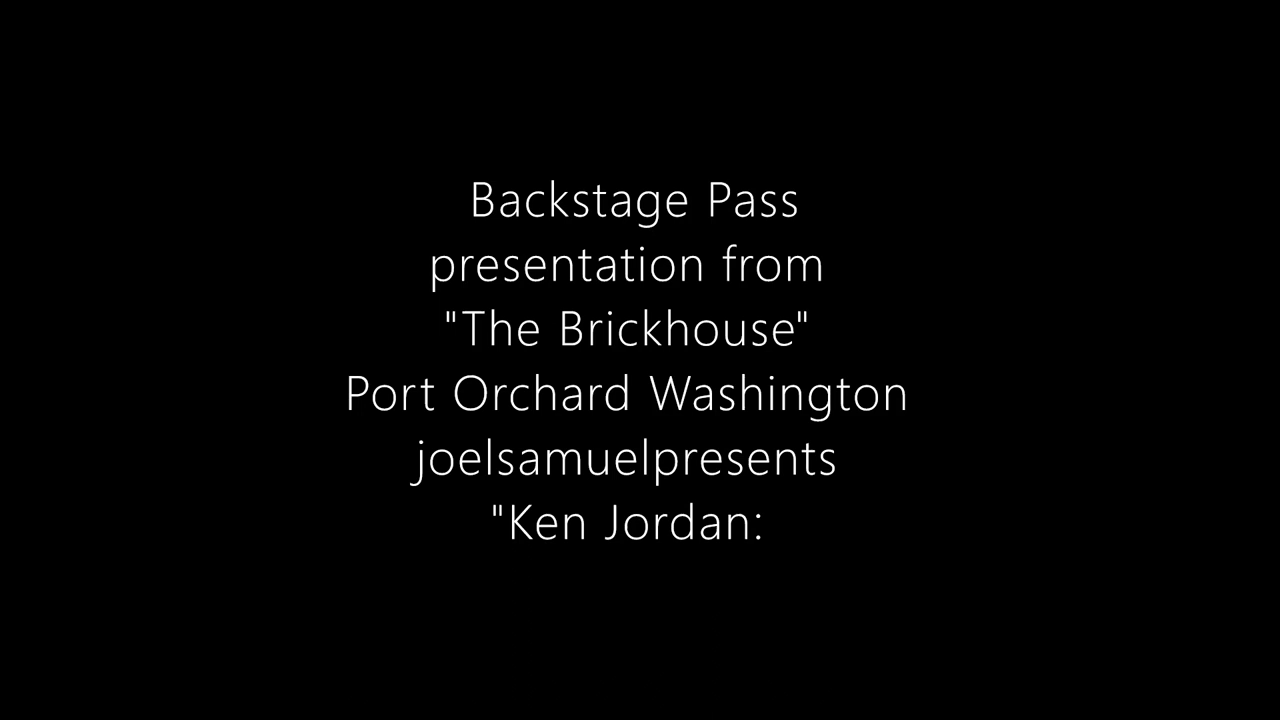 Backstage Pass
presentation from
"The Brickhouse"
Port Orchard Washington
joelsamuelpresents
"Ken Jordan: